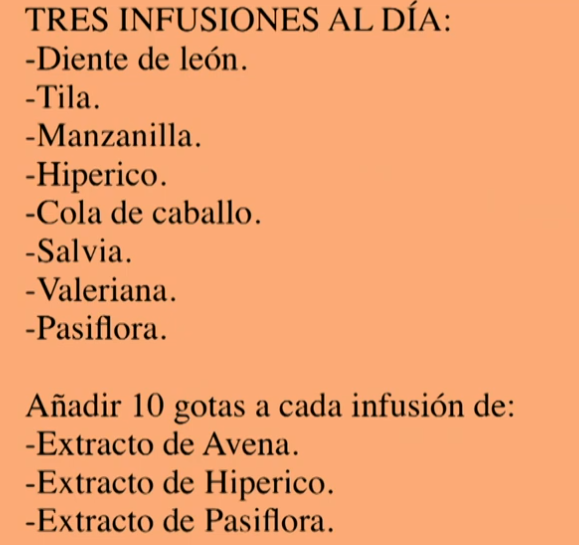 TRES INFUSIONES AL DÍA:
-Diente de león.
-Tila.
-Manzanilla.
-Hiperico.
-Cola de caballo.
-Salvia.
-Valeriana.
-Pasiflora.
Añadir 10 gotas a cada infusión de:
-Extracto de Avena.
-Extracto de Hiperico.
-Extracto de Pasiflora.